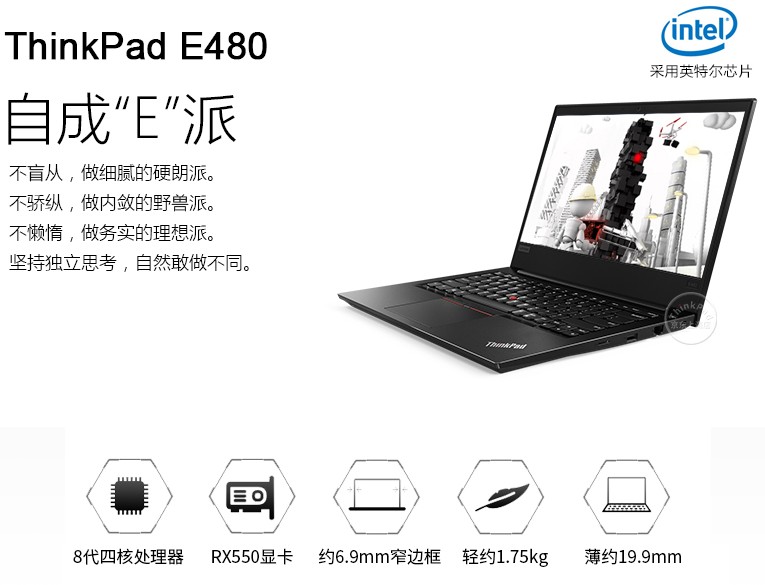 ThinkPad E480
intel
采用英特尔芯片
自成“E”派
不盲从，做细腻的硬朗派。
不骄纵，做内敛的野兽派。
不懒惰，做务实的理想派。
坚持独立思考，自然敢做不同。
ThinkPad
8代四核处理器
RX550显卡
约6.9mm窄边框
轻约1.75kg
薄约19.9mm